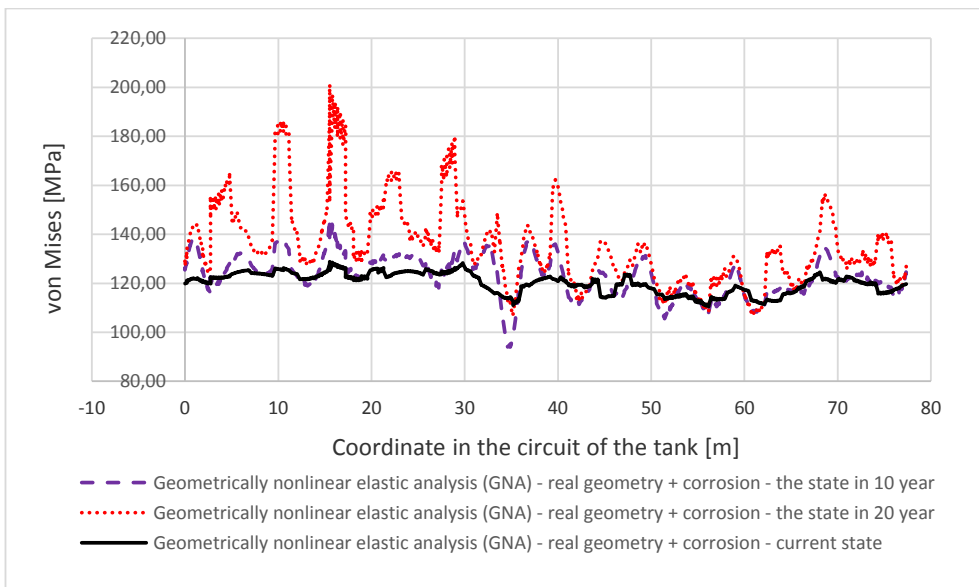 220,00
200,00
180,00
160,00
140,00
120,00
100,00
80,00
von Mises [MPa]
-10 0 10 20 30 40 50 60 70 80
Coordinate in the circuit of the tank [m]
Geometrically nonlinear elastic analysis (GNA) - real geometry + corrosion - the state in 10 year
Geometrically nonlinear elastic analysis (GNA) - real geometry + corrosion - the state in 20 year
Geometrically nonlinear elastic analysis (GNA) - real geometry + corrosion - current state